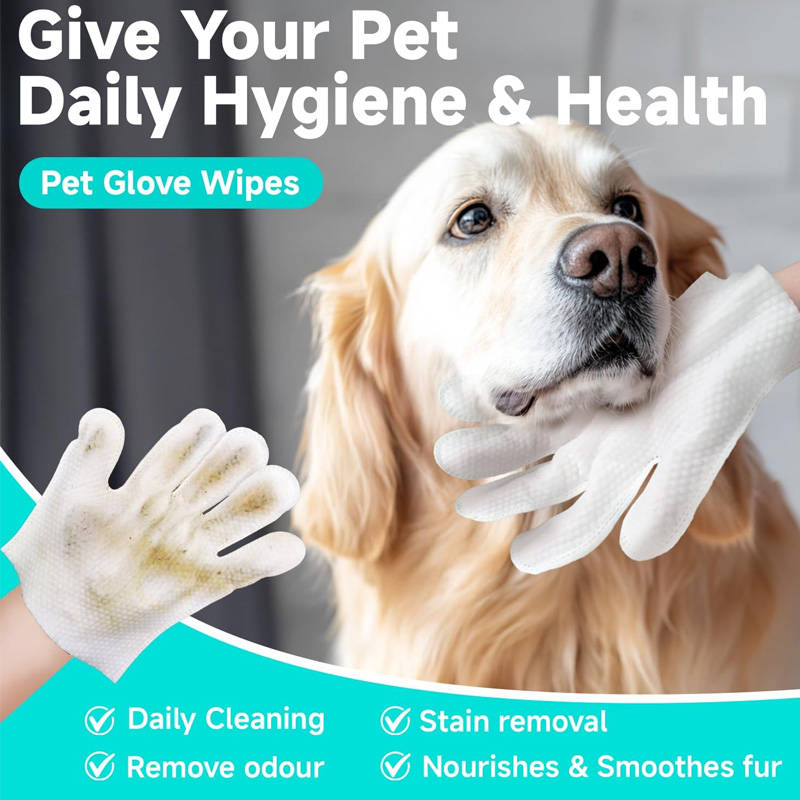 Give Your Pet
Daily Hygiene & Health
Pet Glove Wipes
Daily Cleaning
Stain removal
Remove odour
Nourishes & Smoothes fur